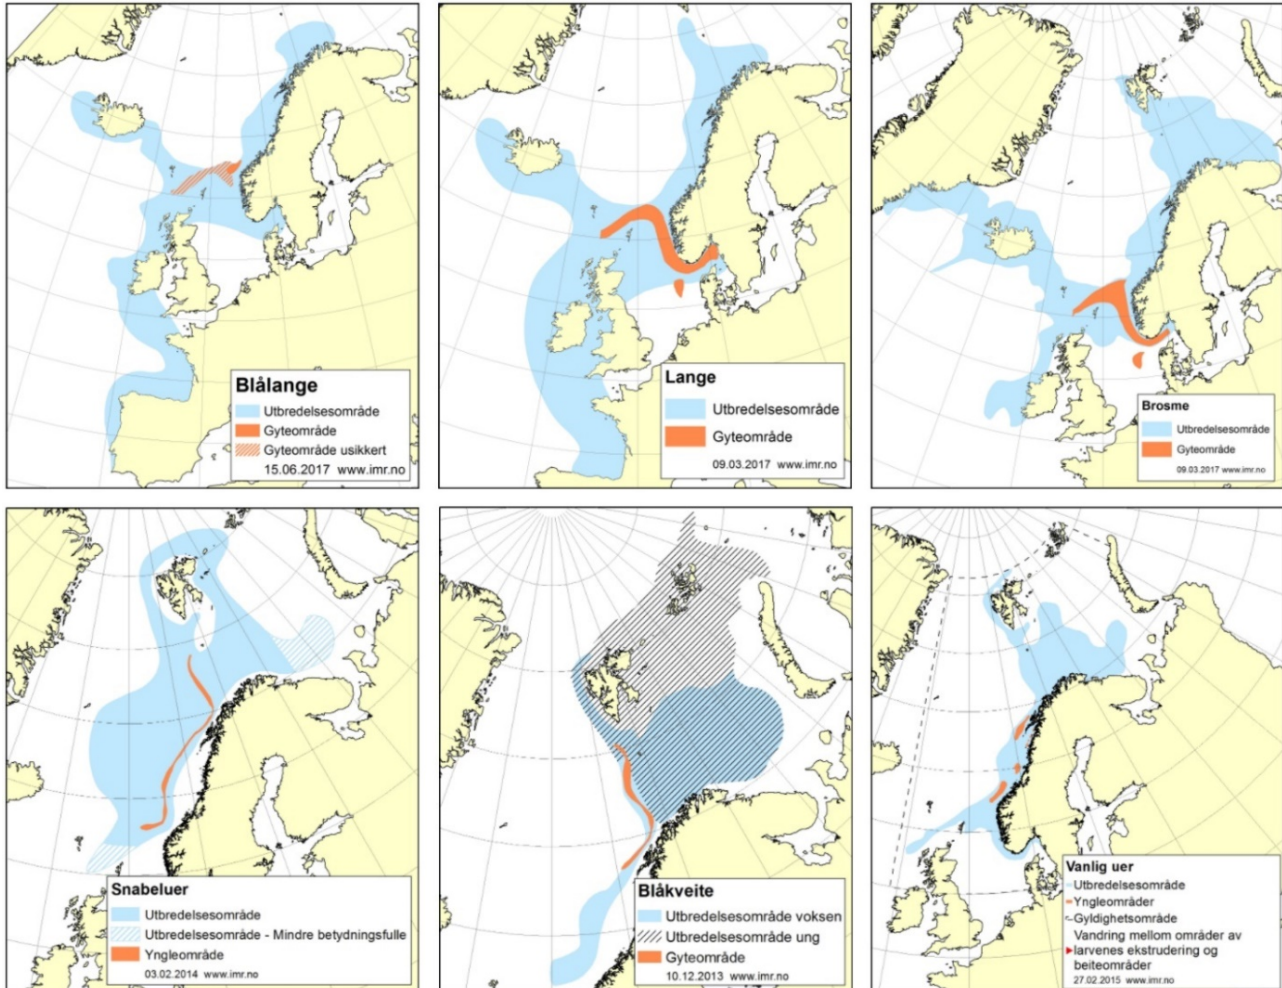 Blålange
Utbredelsesområde
Gyteområde
Gyteområde usikkert
15.06.2017 www.imr.no
Lange
Utbredelsesområde
Gyteområde
09.03.2017 www.imr.no
Brosme
Utbredelsesområde
Gyteområde
09.03.2017 www.imr.no
Snabeluer
Utbredelsesområde
Utbredelsesområde - Mindre betydningsfulle
Yngleområde
03.02.2014 www.imr.no
Blåkveite
Utbredelsesområde voksen
Utbredelsesområde ung
Gyteområde
10.12.2013 www.imr.no
Vanlig uer
Utbredelsesområde
Yngleområder
Gyldighetsområde
Vandring mellom områder av
larvenes ekstrudering og
beiteområder
27.02.2015 www.imr.no